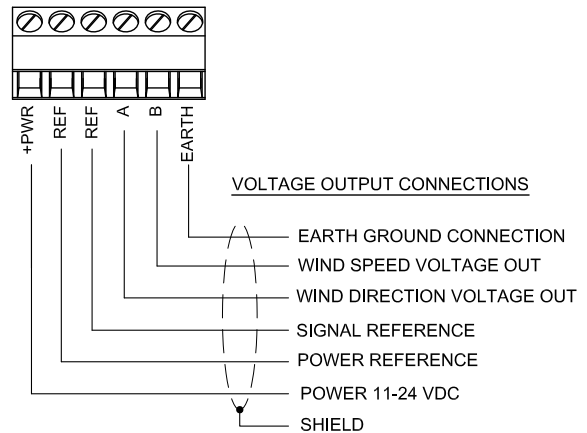 +PWR
REF
REF
A
B
EARTH
VOLTAGE OUTPUT CONNECTIONS
EARTH GROUND CONNECTION
WIND SPEED VOLTAGE OUT
WIND DIRECTION VOLTAGE OUT
SIGNAL REFERENCE
POWER REFERENCE
POWER 11-24 VDC
SHIELD